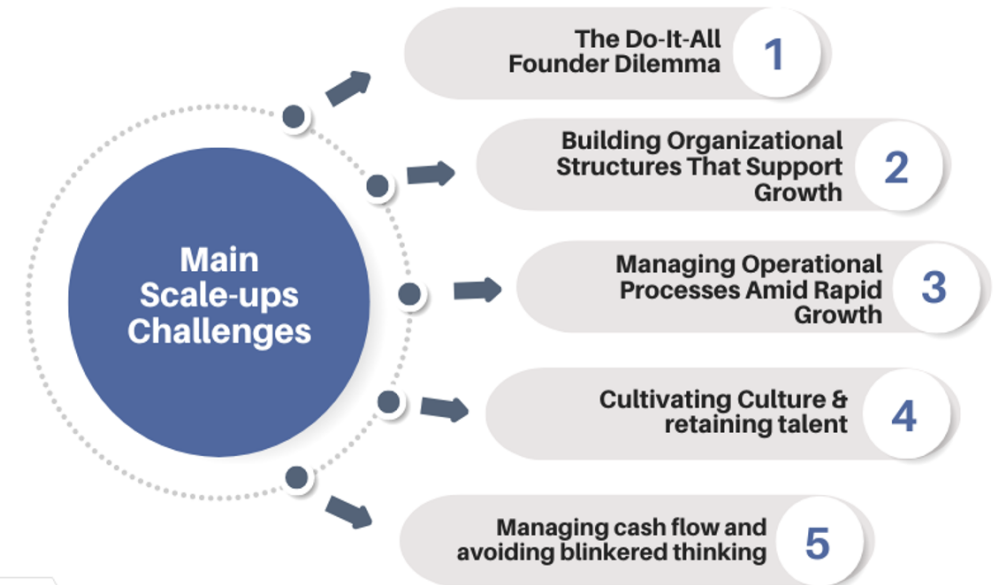 Main
Scale-ups
Challenges
The Do-It-All
Founder Dilemma
1
Building Organizational
Structures That Support
Growth
2
Managing Operational
Processes Amid Rapid
Growth
3
Cultivating Culture &
retaining talent
4
Managing cash flow and
avoiding blinkered thinking
5